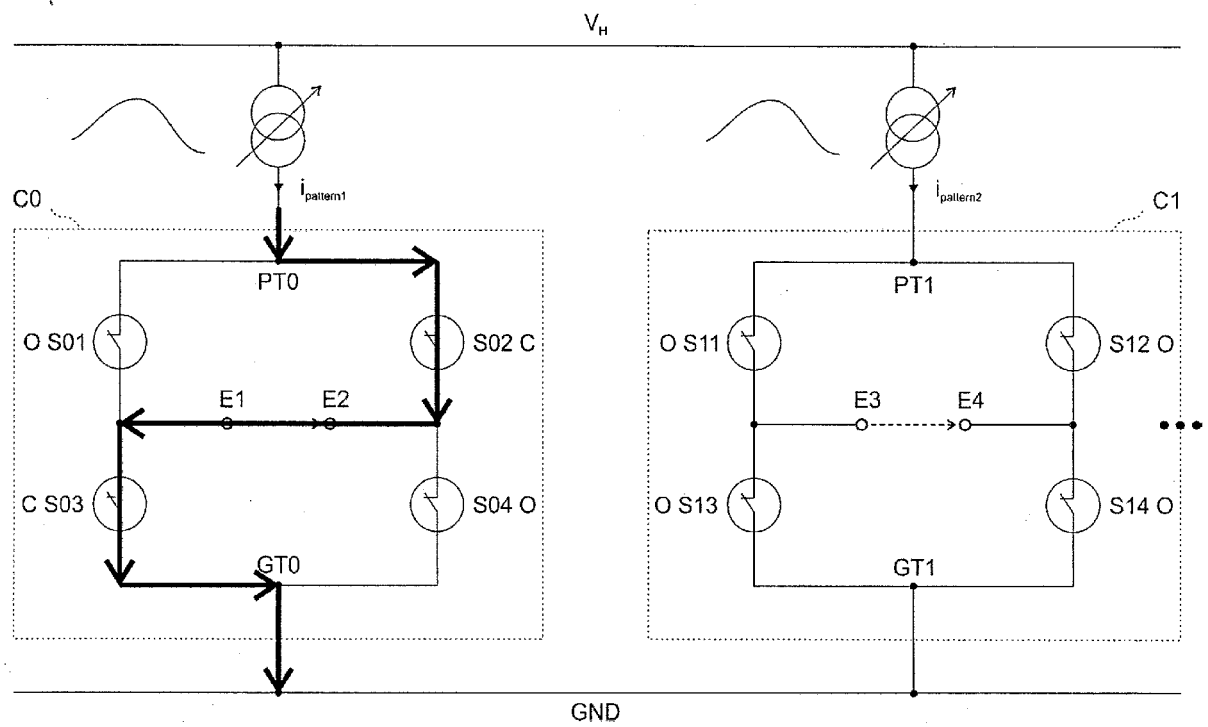 V_H
i_pattern1
i_pattern2
C0
C1
PT0
PT1
O S01
S02 C
O S11
S12 O
E1
E2
E3
E4
C S03
S04 O
O S13
S14 O
GT0
GT1
GND